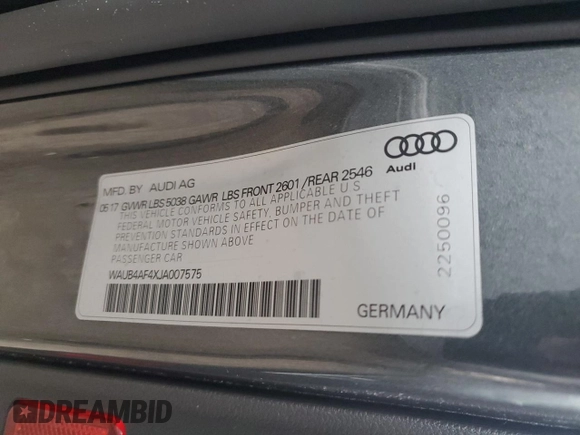 MFD. BY AUDI AG
05.17 GVWR LBS 5038 GAWR LBS FRONT 2601 /REAR 2546
THIS VEHICLE CONFORMS TO ALL APPLICABLE U S
FEDERAL MOTOR VEHICLE SAFETY, BUMPER AND THEFT
PREVENTION STANDARDS IN EFFECT ON THE DATE OF
MANUFACTURE SHOWN ABOVE
PASSENGER CAR
WAUB4AF4XJA007575
Audi
2250096
GERMANY
DREAMBID